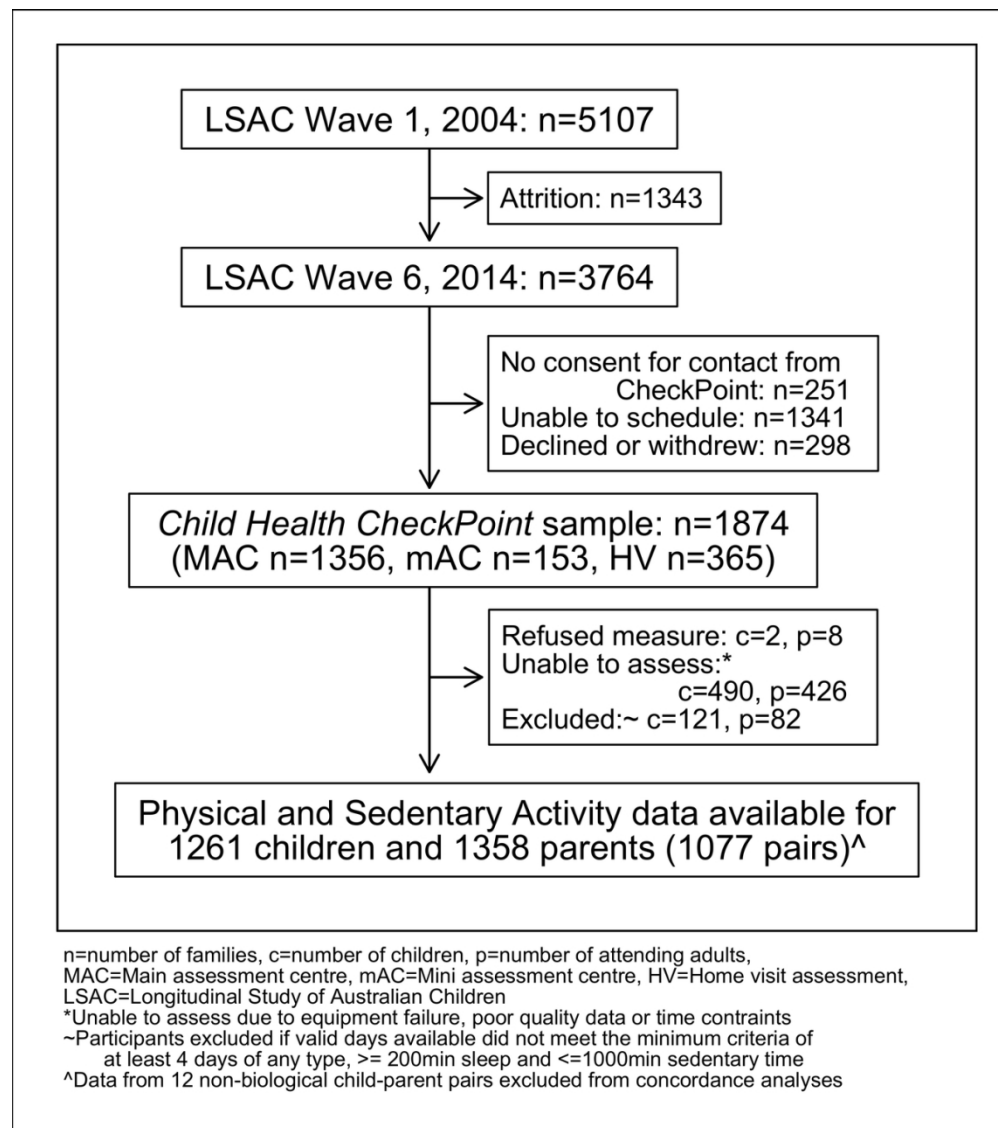 LSAC Wave 1, 2004: n=5107
Attrition: n=1343
LSAC Wave 6, 2014: n=3764
No consent for contact from
CheckPoint: n=251
Unable to schedule: n=1341
Declined or withdrew: n=298
Child Health CheckPoint sample: n=1874
(MAC n=1356, mAC n=153, HV n=365)
Refused measure: c=2, p=8
Unable to assess:*
c=490, p=426
Excluded:~ c=121, p=82
Physical and Sedentary Activity data available for
1261 children and 1358 parents (1077 pairs)^
n=number of families, c=number of children, p=number of attending adults,
MAC=Main assessment centre, mAC=Mini assessment centre, HV=Home visit assessment,
LSAC=Longitudinal Study of Australian Children
*Unable to assess due to equipment failure, poor quality data or time contraints
~Participants excluded if valid days available did not meet the minimum criteria of
at least 4 days of any type, >= 200min sleep and <=1000min sedentary time
^Data from 12 non-biological child-parent pairs excluded from concordance analyses